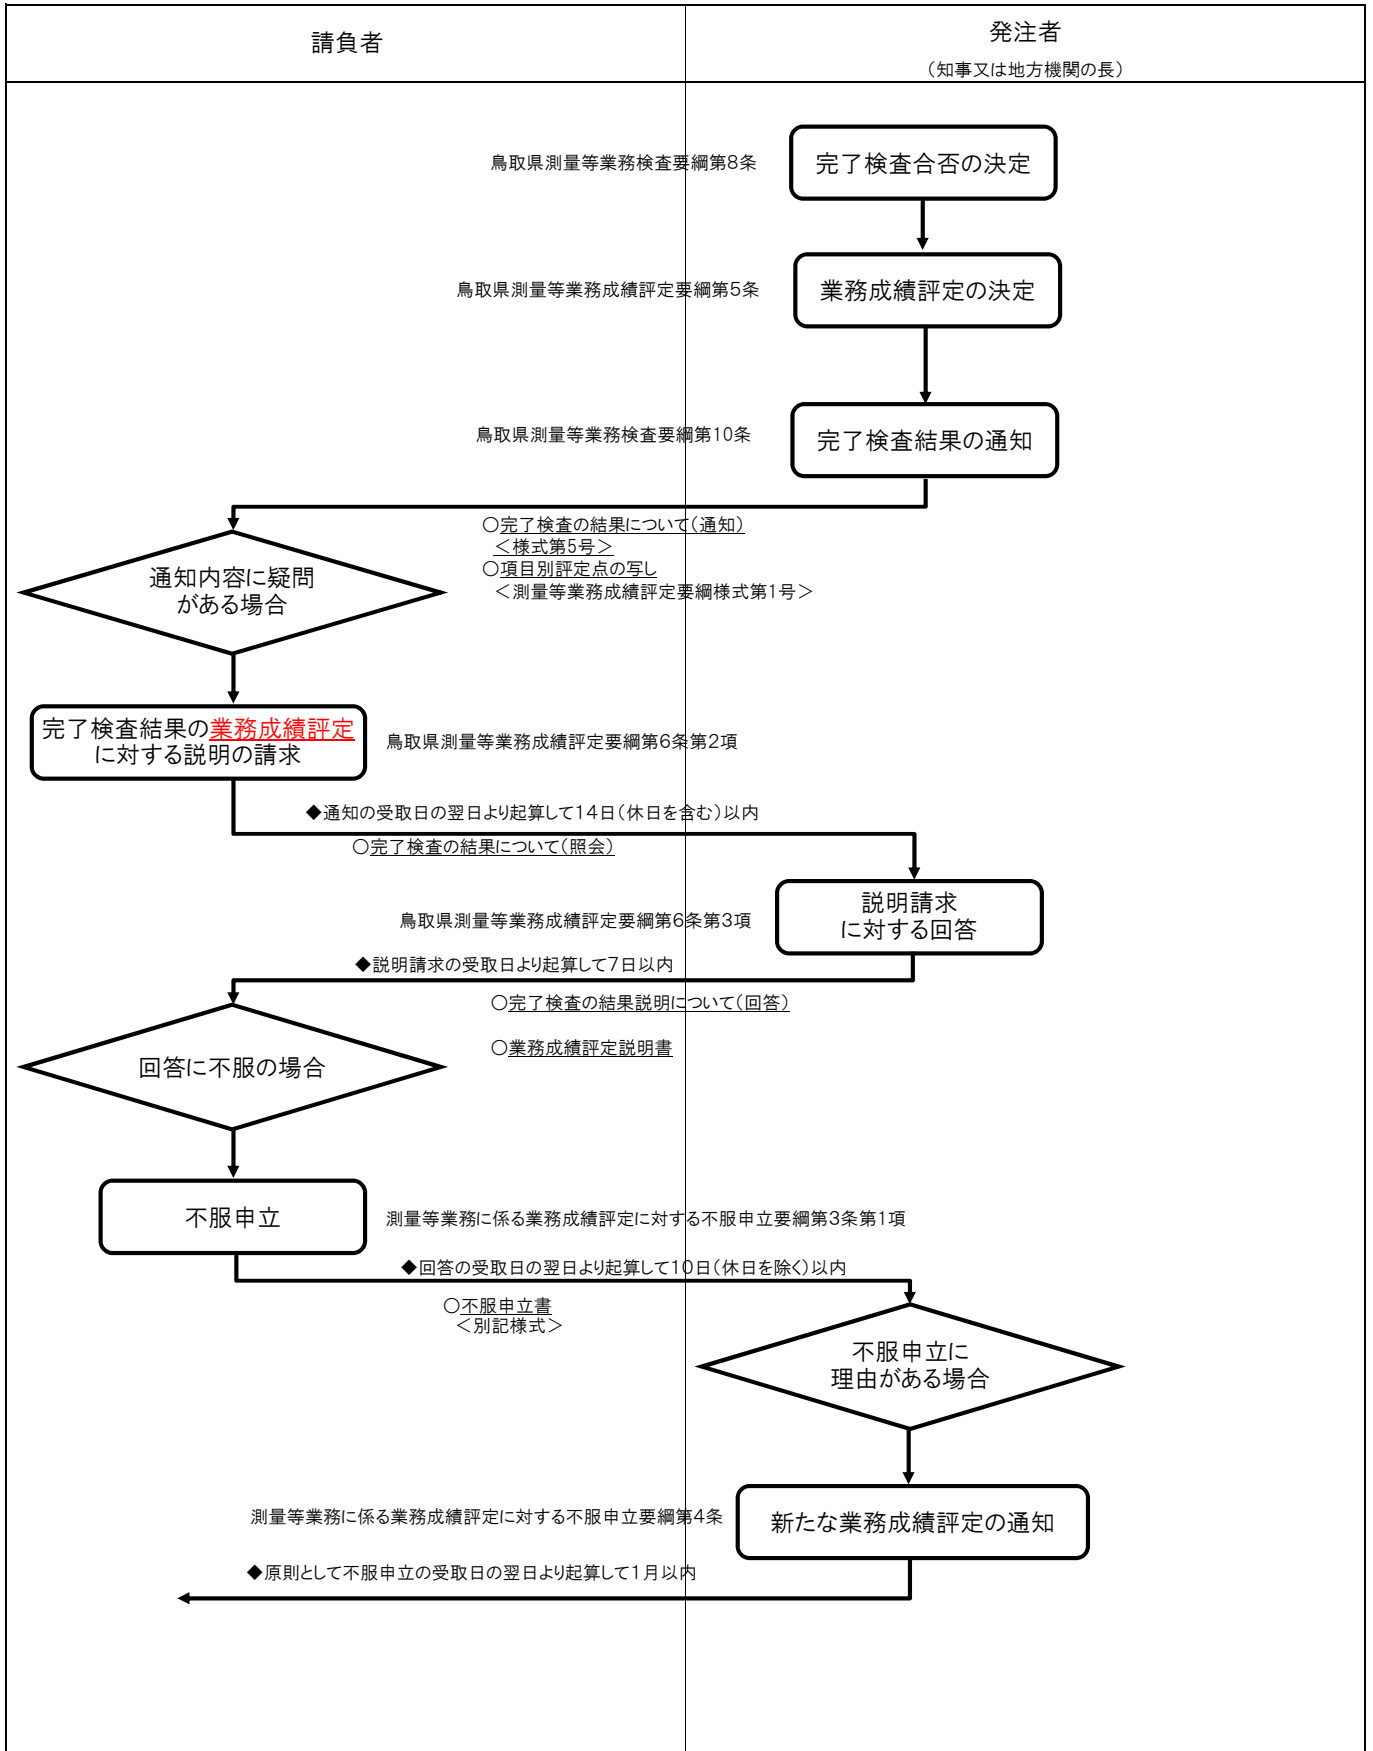 請負者
発注者
（知事又は地方機関の長）
鳥取県測量等業務検査要綱第8条
完了検査合否の決定
鳥取県測量等業務成績評定要綱第5条
業務成績評定の決定
鳥取県測量等業務検査要綱第10条
完了検査結果の通知
○完了検査の結果について（通知）
＜様式第5号＞
○項目別評定点の写し
＜測量等業務成績評定要綱様式第1号＞
通知内容に疑問
がある場合
完了検査結果の業務成績評定
に対する説明の請求
鳥取県測量等業務成績評定要綱第6条第2項
◆通知の受取日の翌日より起算して14日（休日を含む）以内
○完了検査の結果について（照会）
説明請求
に対する回答
鳥取県測量等業務成績評定要綱第6条第3項
◆説明請求の受取日より起算して7日以内
○完了検査の結果説明について（回答）
○業務成績評定説明書
回答に不服の場合
不服申立
測量等業務に係る業務成績評定に対する不服申立要綱第3条第1項
◆回答の受取日の翌日より起算して10日（休日を除く）以内
○不服申立書
＜別記様式＞
不服申立に
理由がある場合
測量等業務に係る業務成績評定に対する不服申立要綱第4条
新たな業務成績評定の通知
◆原則として不服申立の受取日の翌日より起算して1月以内